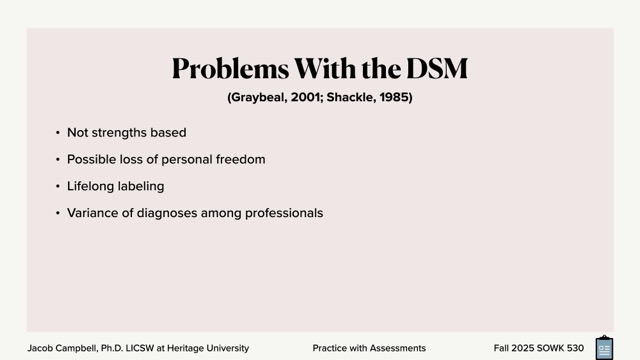 Problems With the DSM
(Graybeal, 2001; Shackle, 1985)
• Not strengths based
• Possible loss of personal freedom
• Lifelong labeling
• Variance of diagnoses among professionals
Jacob Campbell, Ph.D. LICSW at Heritage University
Practice with Assessments
Fall 2025 SOWK 530